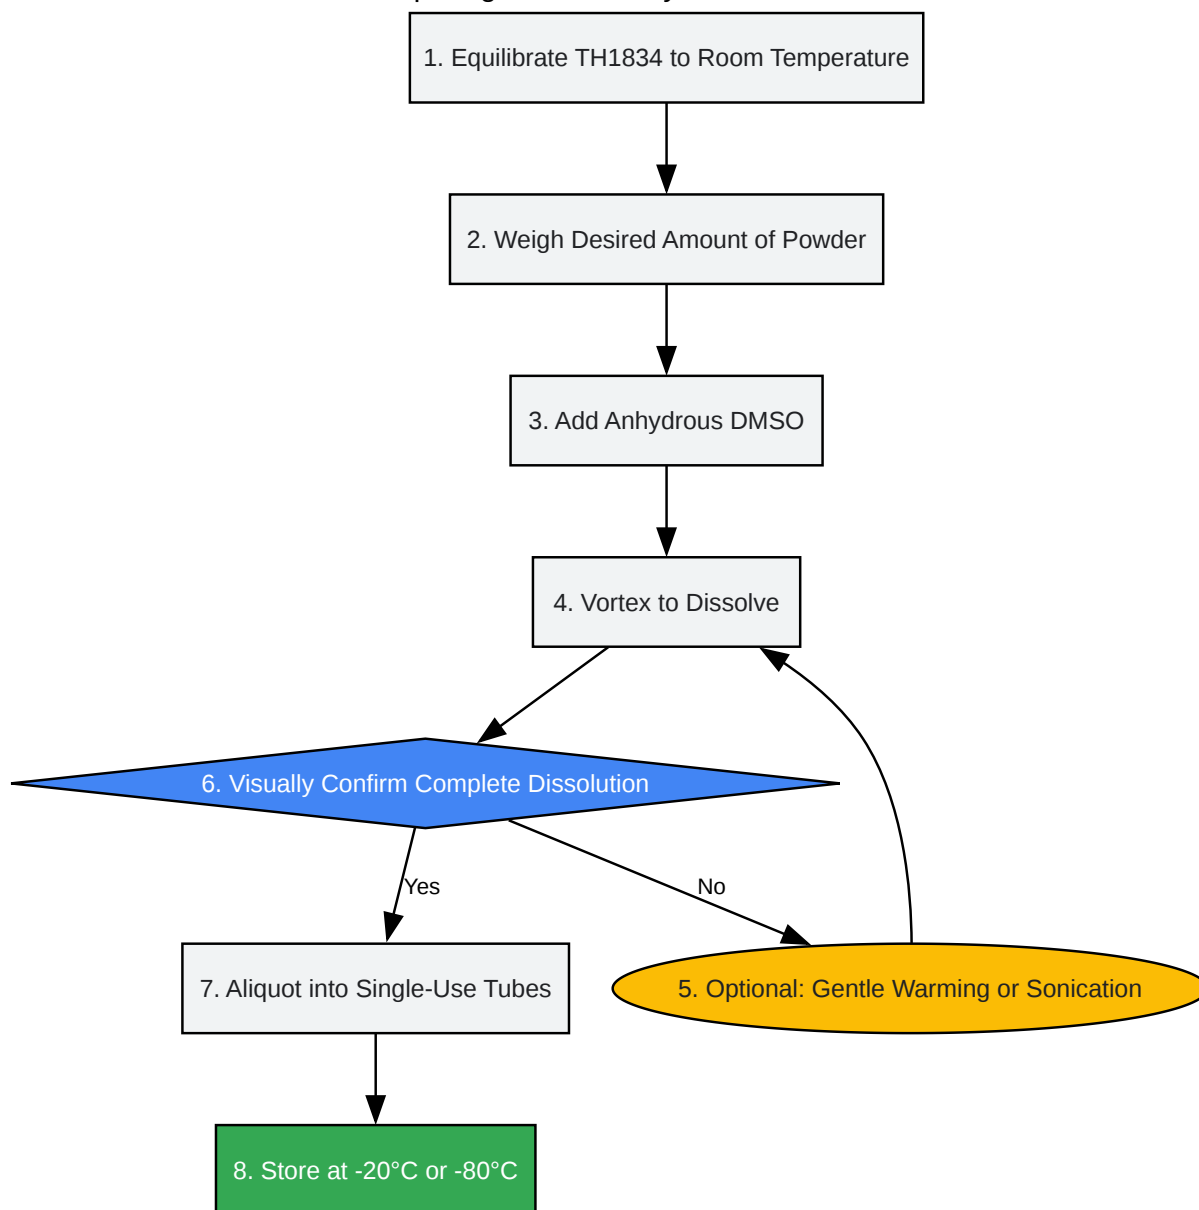 1. Equilibrate TH1834 to Room Temperature
2. Weigh Desired Amount of Powder
3. Add Anhydrous DMSO
4. Vortex to Dissolve
6. Visually Confirm Complete Dissolution
Yes
No
7. Aliquot into Single-Use Tubes
5. Optional: Gentle Warming or Sonication
8. Store at -20°C or -80°C